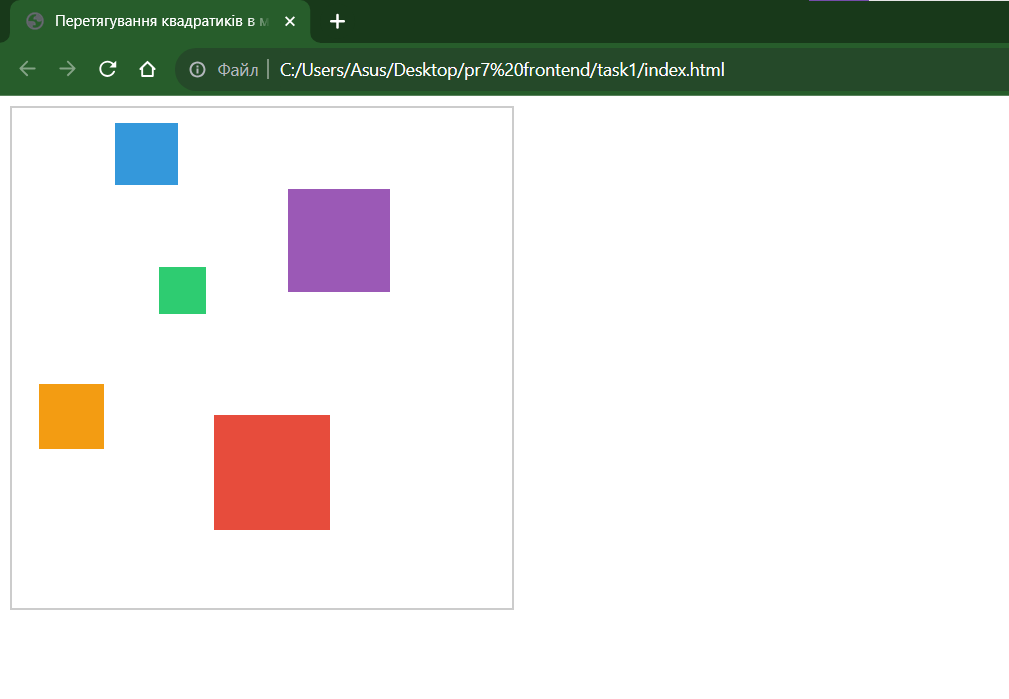 Перетягування квадратиків в
Файл
C:/Users/Asus/Desktop/pr7%20frontend/task1/index.html